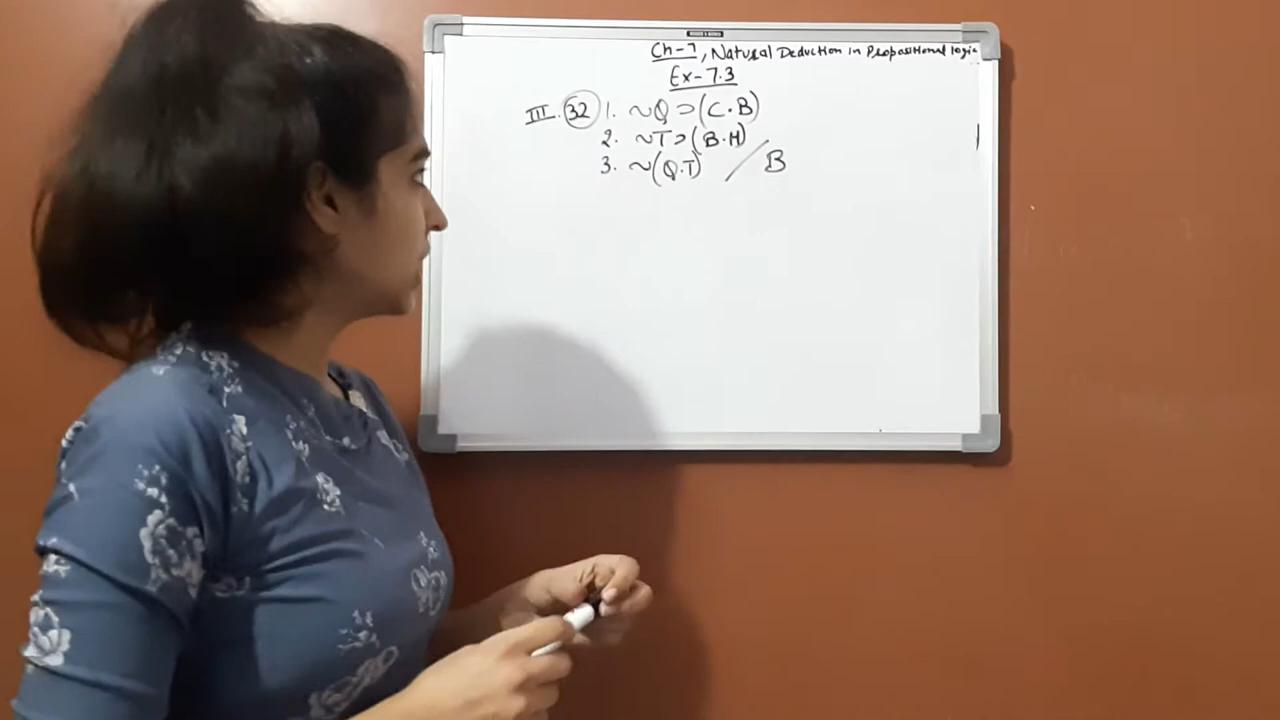 Ch-7, Natural Deduction in Propositional logic
Ex-7.3
III. 32 1. ~Q ⊃ (C · B)
2. ~T ⊃ (B · H)
3. ~(Q · T) / B